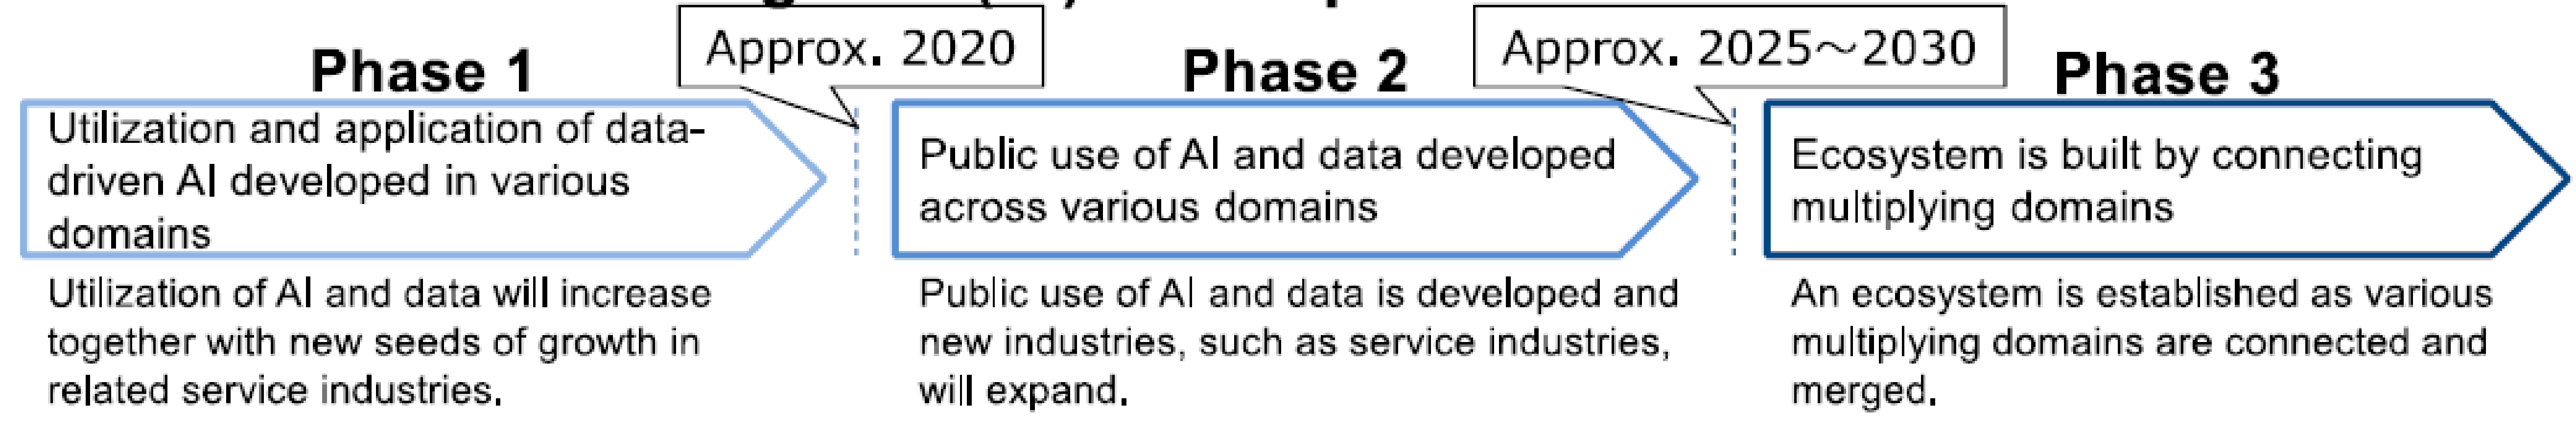 Approx. 2020
Approx. 2025～2030
Phase 1
Phase 2
Phase 3
Utilization and application of data-
driven AI developed in various
domains
Public use of AI and data developed
across various domains
Ecosystem is built by connecting
multiplying domains
Utilization of AI and data will increase
together with new seeds of growth in
related service industries.
Public use of AI and data is developed and
new industries, such as service industries,
will expand.
An ecosystem is established as various
multiplying domains are connected and
merged.